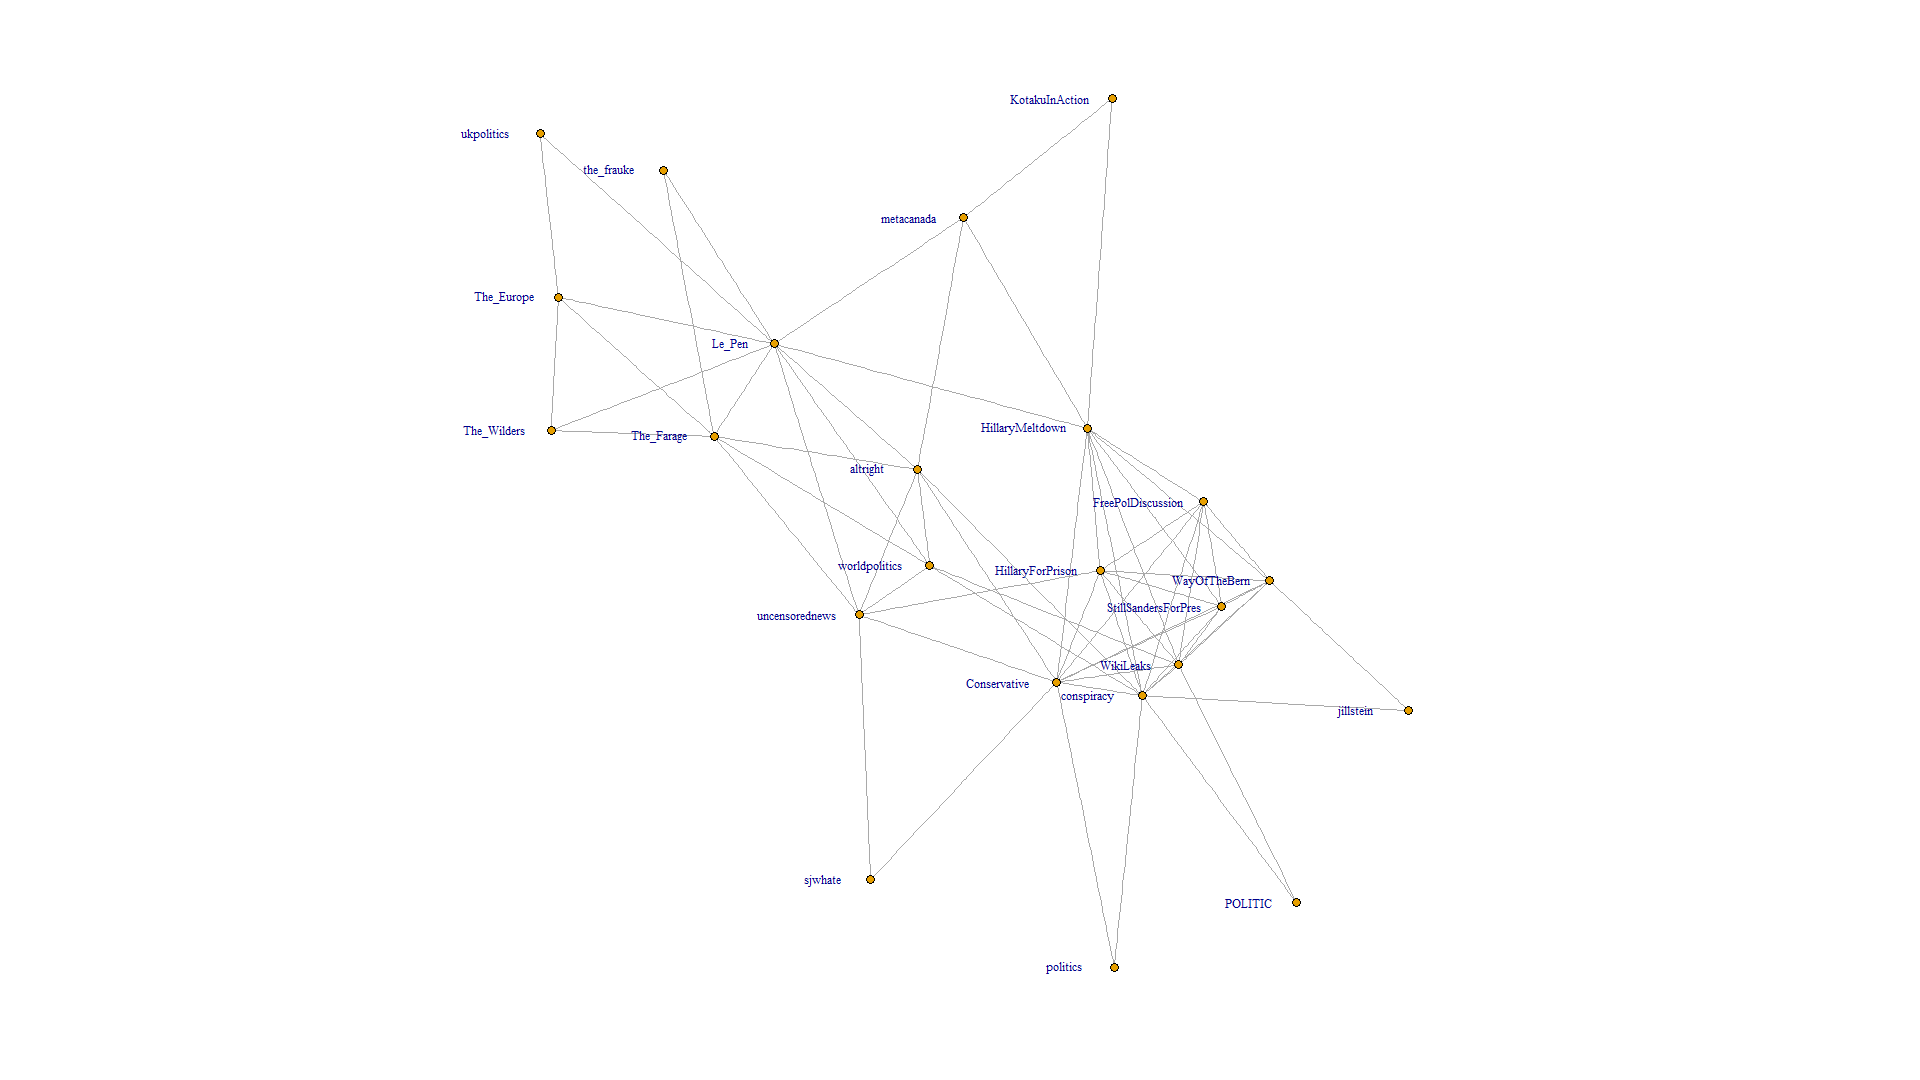 KotakuInAction
ukpolitics
the_frauke
metacanada
The_Europe
Le_Pen
HillaryMeltdown
The_Wilders
The_Farage
altright
FreePolDiscussion
worldpolitics
HillaryForPrison
WayOfTheBern
StillSandersForPres
uncensorednews
WikiLeaks
Conservative
conspiracy
jillstein
sjwhate
POLITIC
politics